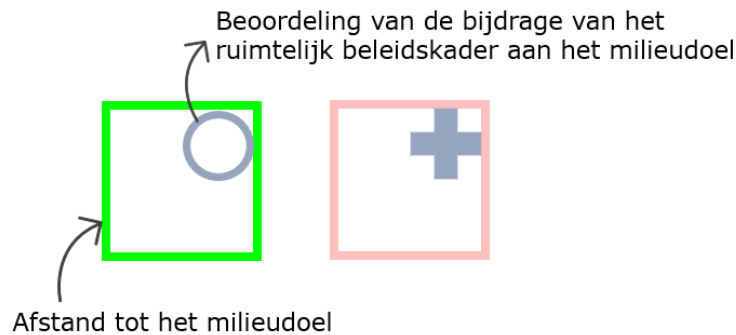 Beoordeling van de bijdrage van het
ruimtelijk beleidskader aan het milieudoel
Afstand tot het milieudoel